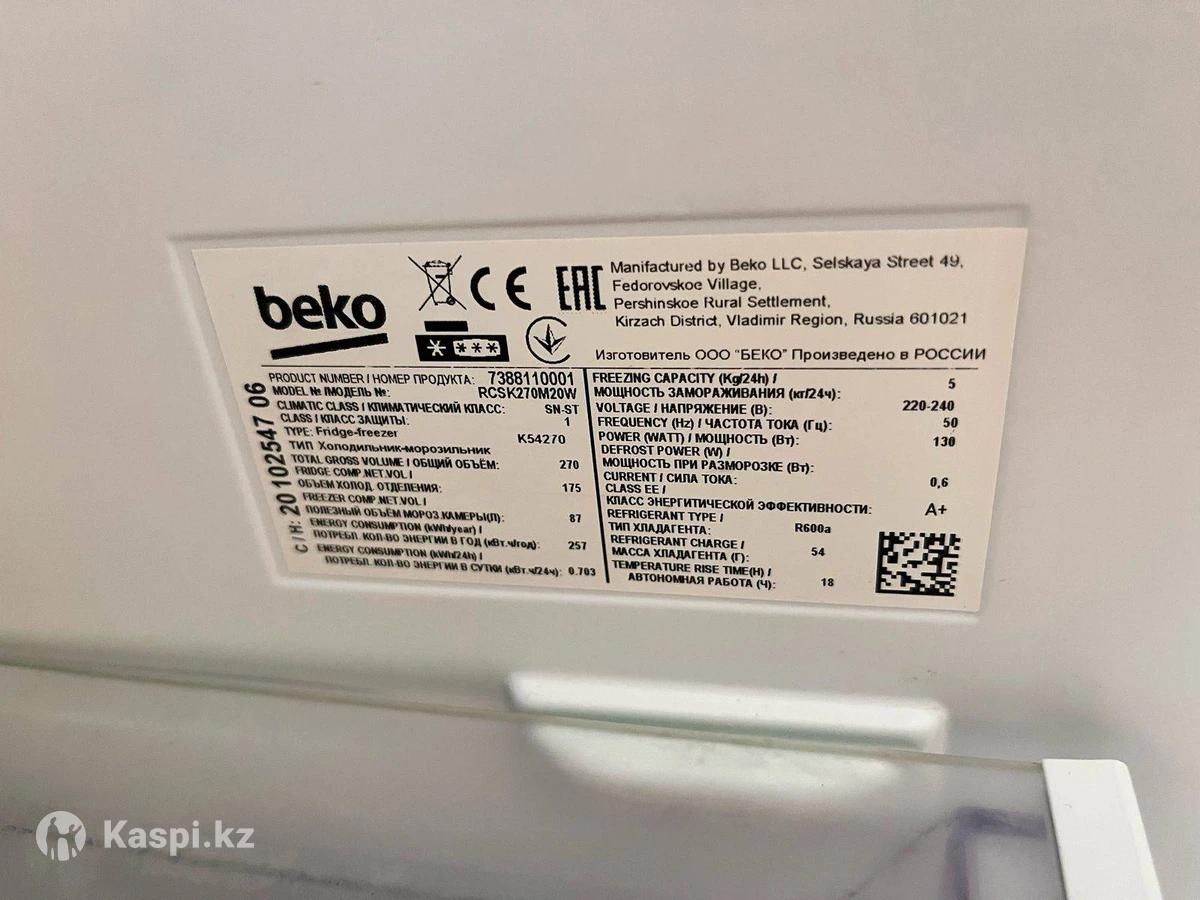 beko
CE EAC
Manifactured by Beko LLC, Selskaya Street 49,
Fedorovskoe Village,
Pershinskoe Rural Settlement,
Kirzach District, Vladimir Region, Russia 601021
Изготовитель ООО "БЕКО" Произведено в РОССИИ
С/Н: 20 102547 06
PRODUCT NUMBER / НОМЕР ПРОДУКТА: 7388110001
MODEL № /МОДЕЛЬ №: RCSK270M20W
CLIMATIC CLASS / КЛИМАТИЧЕСКИЙ КЛАСС: SN-ST
CLASS / КЛАСС ЗАЩИТЫ: 1
TYPE: Fridge-freezer K54270
ТИП Холодильник-морозильник
TOTAL GROSS VOLUME / ОБЩИЙ ОБЪЕМ: 270
FRIDGE COMP.NET.VOL /
ОБЪЕМ ХОЛОД. ОТДЕЛЕНИЯ: 175
FREEZER COMP.NET.VOL /
ПОЛЕЗНЫЙ ОБЪЕМ МОРОЗ.КАМЕРЫ(Л): 87
ENERGY CONSUMPTION (kWh/year) /
ПОТРЕБЛ. КОЛ-ВО ЭНЕРГИИ В ГОД (кВт.ч/год): 257
ENERGY CONSUMPTION (kWh/24h) /
ПОТРЕБЛ. КОЛ-ВО ЭНЕРГИИ В СУТКИ (кВт.ч/24ч): 0.703
FREEZING CAPACITY (Kg/24h) /
МОЩНОСТЬ ЗАМОРАЖИВАНИЯ (кг/24ч): 5
VOLTAGE / НАПРЯЖЕНИЕ (В): 220-240
FREQUENCY (Hz) / ЧАСТОТА ТОКА (Гц): 50
POWER (WATT) / МОЩНОСТЬ (Вт): 130
DEFROST POWER (W) /
МОЩНОСТЬ ПРИ РАЗМОРОЗКЕ (Вт):
CURRENT / СИЛА ТОКА: 0,6
CLASS EE /
КЛАСС ЭНЕРГИТИЧЕСКОЙ ЭФФЕКТИВНОСТИ: A+
REFRIGERANT TYPE /
ТИП ХЛАДАГЕНТА: R600a
REFRIGERANT CHARGE /
МАССА ХЛАДАГЕНТА (Г): 54
TEMPERATURE RISE TIME(H) /
АВТОНОМНАЯ РАБОТА (Ч): 18
Kaspi.kz